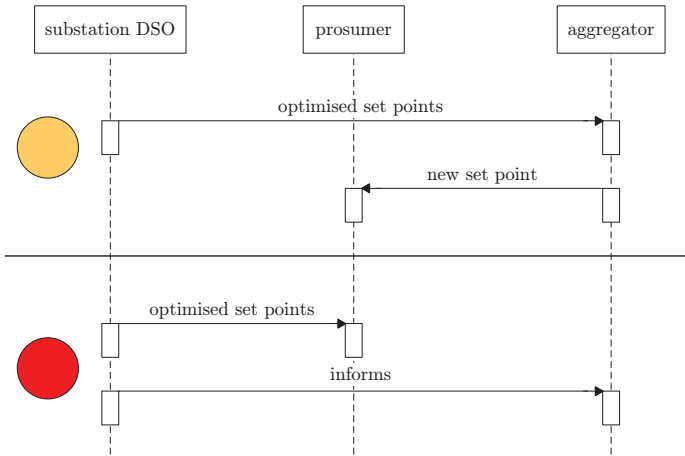 substation DSO
prosumer
aggregator
optimised set points
new set point
optimised set points
informs